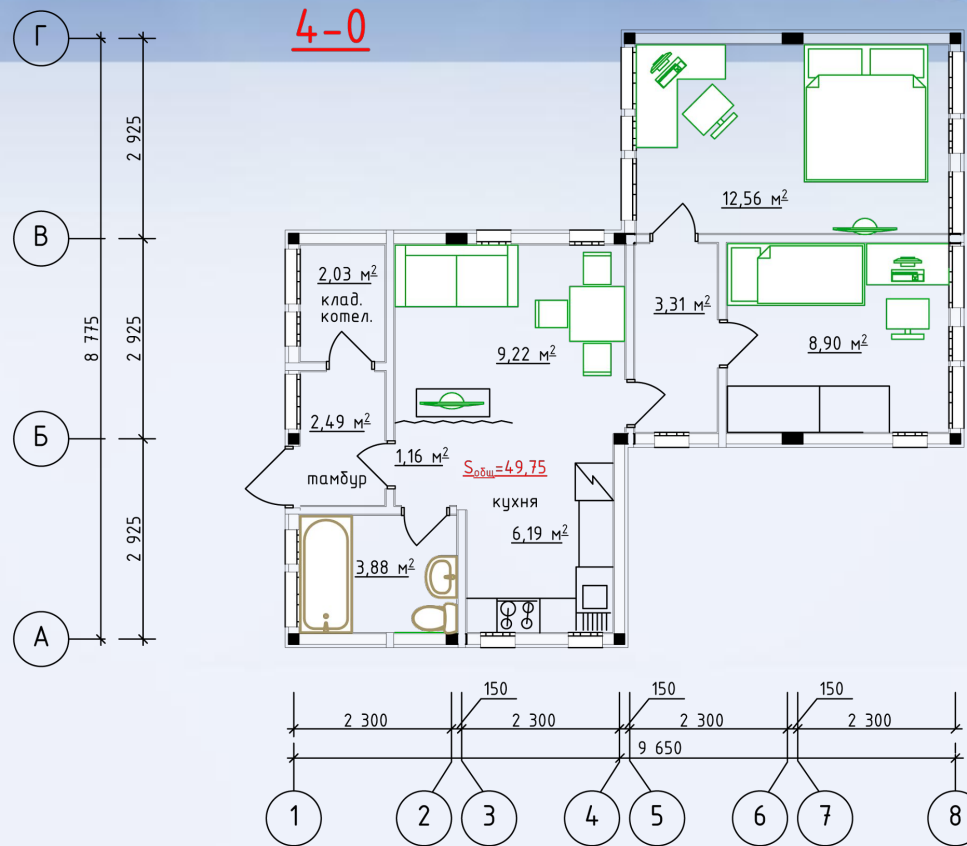 4-0
Г
В
Б
А
2 925
2 925
2 925
8 775
12,56 м²
2,03 м²
клад.
котел.
9,22 м²
3,31 м²
8,90 м²
2,49 м²
тамбур
1,16 м²
Sобщ=49,75
кухня
6,19 м²
3,88 м²
150
150
150
2 300
2 300
2 300
2 300
9 650
1
2
3
4
5
6
7
8